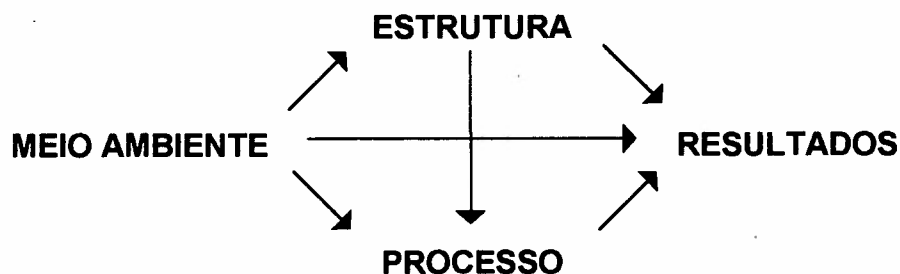 ESTRUTURA
MEIO AMBIENTE
RESULTADOS
PROCESSO